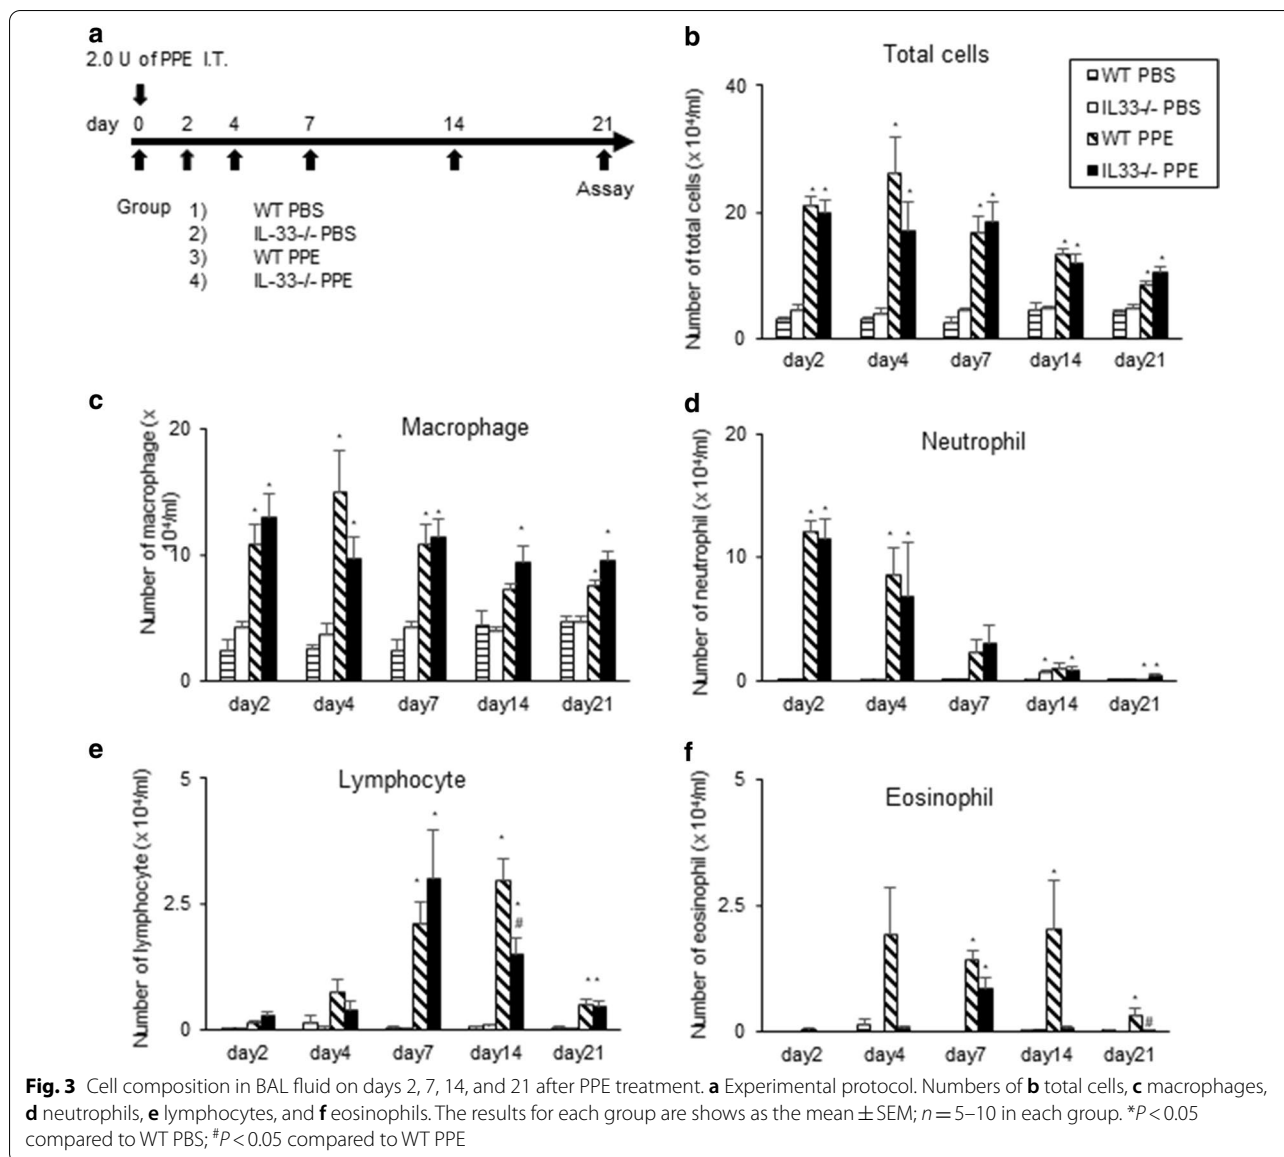 a
2.0 U of PPE I.T.
day 0 2 4 7 14 21
Assay
Group 1) WT PBS
2) IL-33-/- PBS
3) WT PPE
4) IL-33-/- PPE
b
Total cells
WT PBS
IL33-/- PBS
WT PPE
IL33-/- PPE
Number of total cells (x 10⁴/ml)
40
20
0
* * * * * * * * * *
day2 day4 day7 day14 day21
c
Macrophage
Number of macrophage (x
10⁴/ml)
20
10
0
* * * * * * * * *
day2 day4 day7 day14 day21
d
Neutrophil
Number of neutrophil (x 10⁴/ml)
20
10
0
* * * * * * * *
day2 day4 day7 day14 day21
e
Lymphocyte
Number of lymphocyte (x 10⁴/ml)
5
2.5
0
* * * * # * *
day2 day4 day7 day14 day21
f
Eosinophil
Number of eosinophil (x 10⁴/ml)
5
2.5
0
* * * * #
day2 day4 day7 day14 day21
Fig. 3 Cell composition in BAL fluid on days 2, 7, 14, and 21 after PPE treatment. a Experimental protocol. Numbers of b total cells, c macrophages,
d neutrophils, e lymphocytes, and f eosinophils. The results for each group are shows as the mean ± SEM; n = 5–10 in each group. *P < 0.05
compared to WT PBS; #P < 0.05 compared to WT PPE